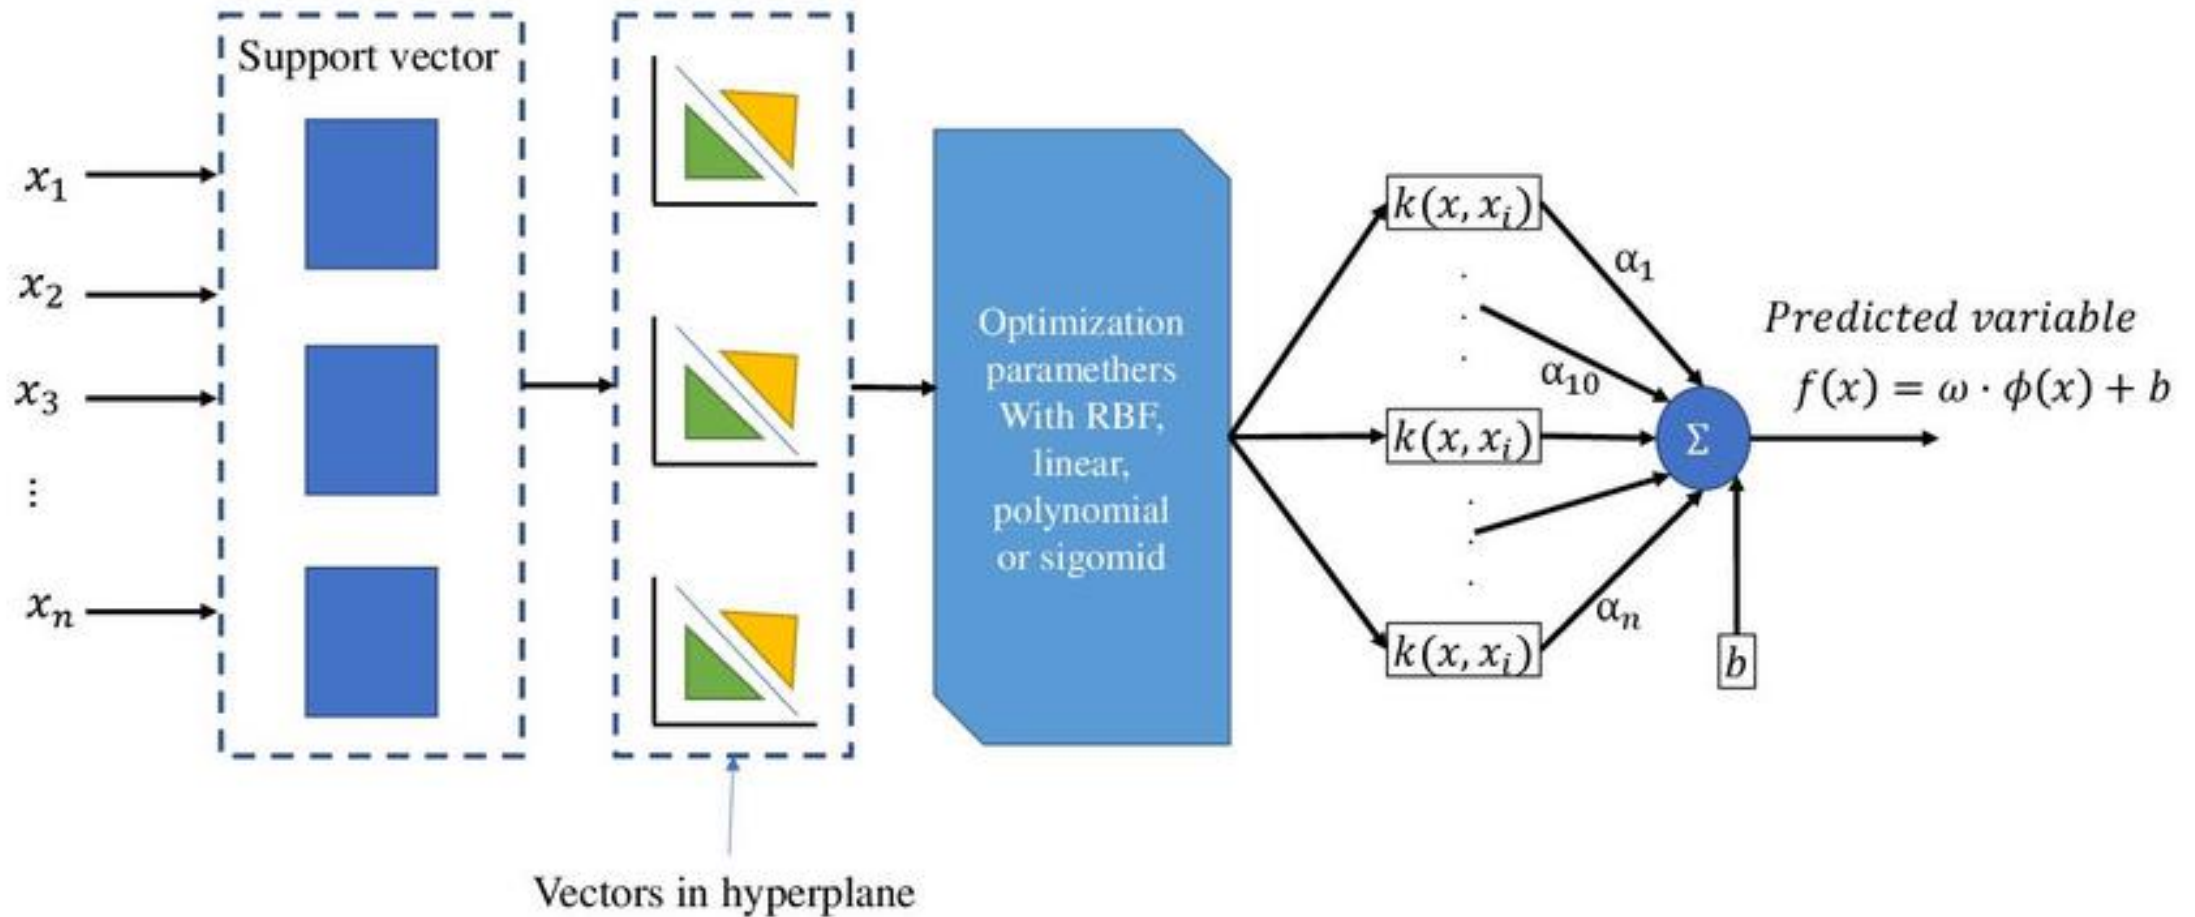 Support vector
x₁
x₂
x₃
⋮
xₙ
Vectors in hyperplane
Optimization
paramethers
With RBF,
linear,
polynomial
or sigomid
k(x, xᵢ)
k(x, xᵢ)
k(x, xᵢ)
α₁
α₁₀
αₙ
Σ
b
Predicted variable
f(x) = ω · ϕ(x) + b